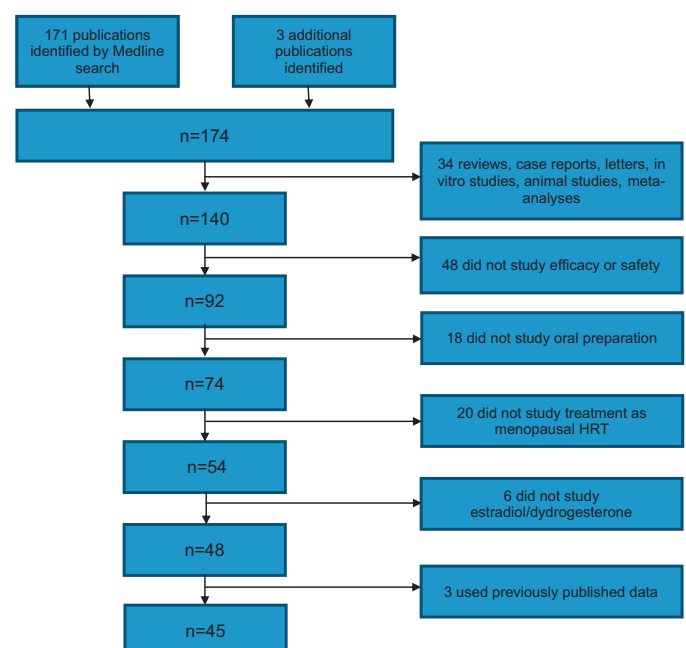 171 publications
identified by Medline
search
3 additional
publications
identified
n=174
34 reviews, case reports, letters, in
vitro studies, animal studies, meta-
analyses
n=140
48 did not study efficacy or safety
n=92
18 did not study oral preparation
n=74
20 did not study treatment as
menopausal HRT
n=54
6 did not study
estradiol/dydrogesterone
n=48
3 used previously published data
n=45